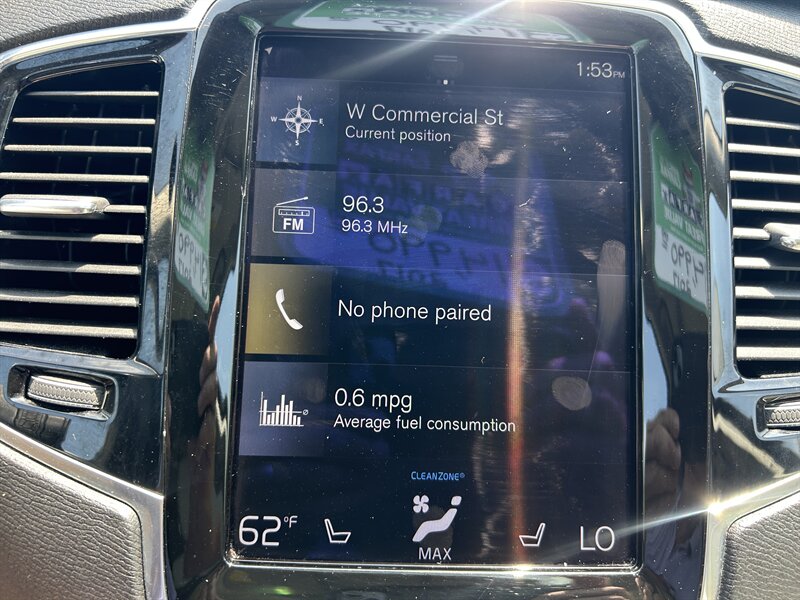 1:53PM
N
W E
S
W Commercial St
Current position
FM
96.3
96.3 MHz
No phone paired
0.6 mpg
Average fuel consumption
CLEANZONE®
62°F
MAX
LO